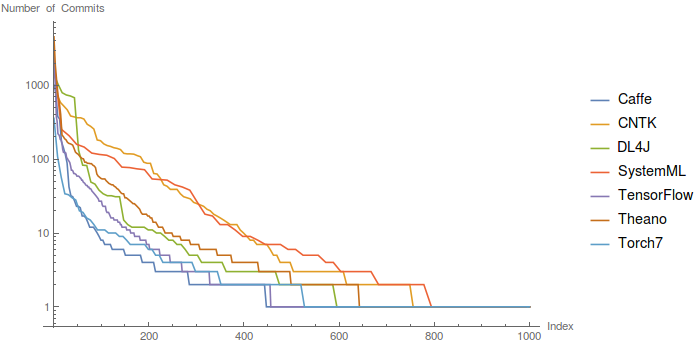 Number of Commits
1000
100
10
1
200
400
600
800
1000
Index
Caffe
CNTK
DL4J
SystemML
TensorFlow
Theano
Torch7